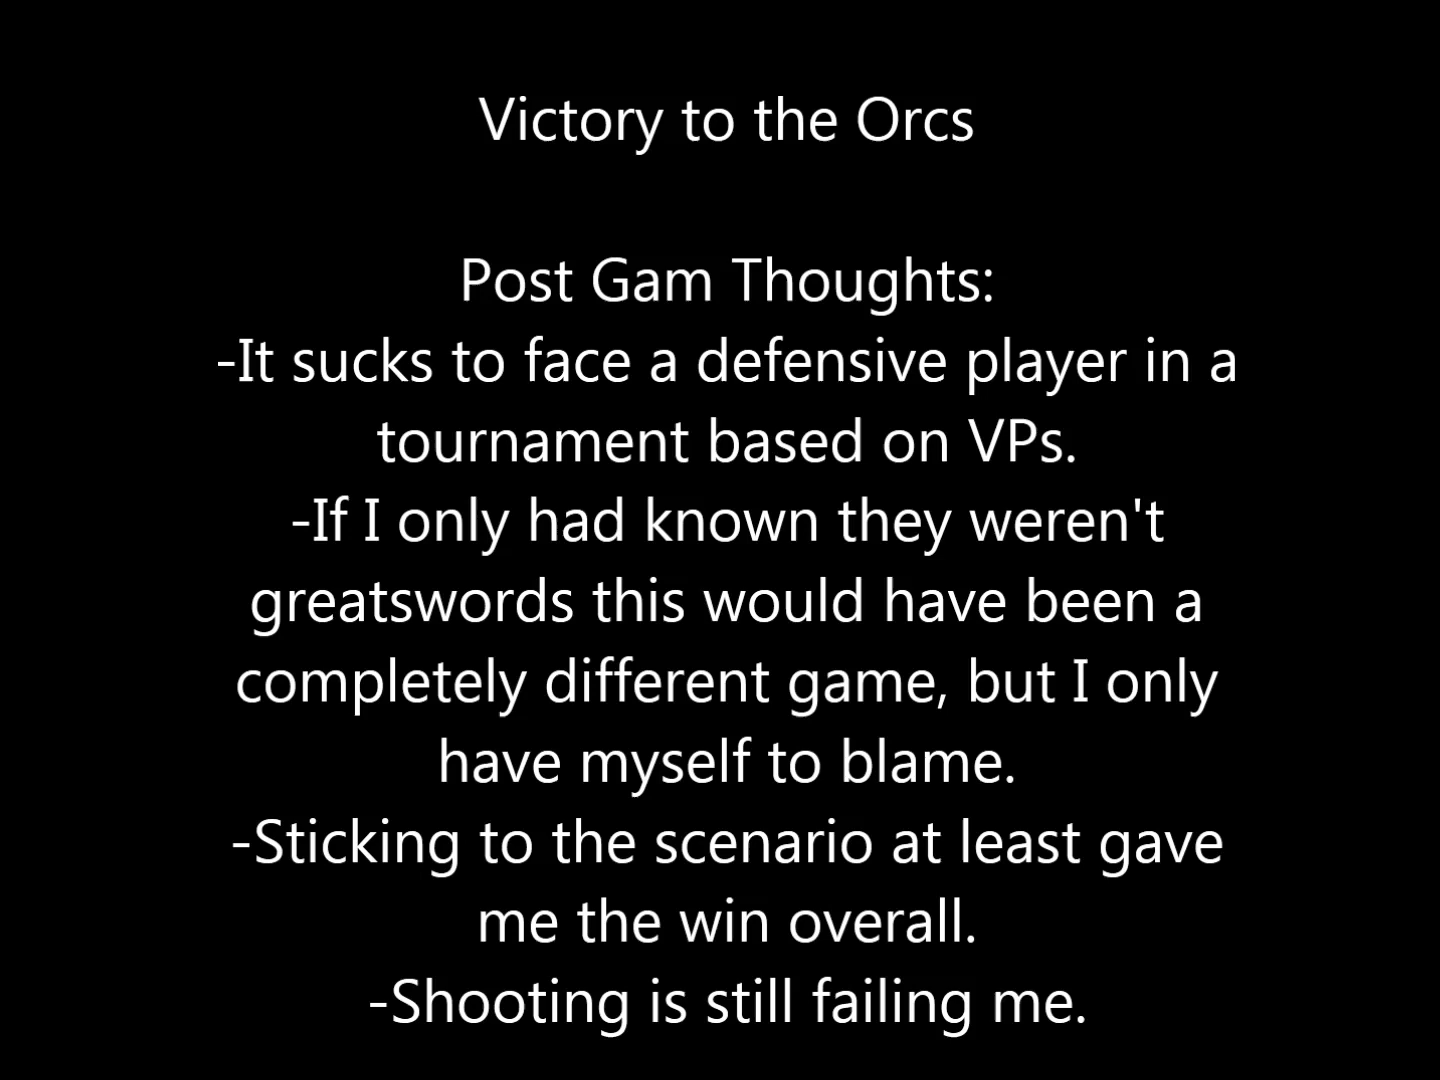 Victory to the Orcs
Post Gam Thoughts:
-It sucks to face a defensive player in a
tournament based on VPs.
-If I only had known they weren't
greatswords this would have been a
completely different game, but I only
have myself to blame.
-Sticking to the scenario at least gave
me the win overall.
-Shooting is still failing me.